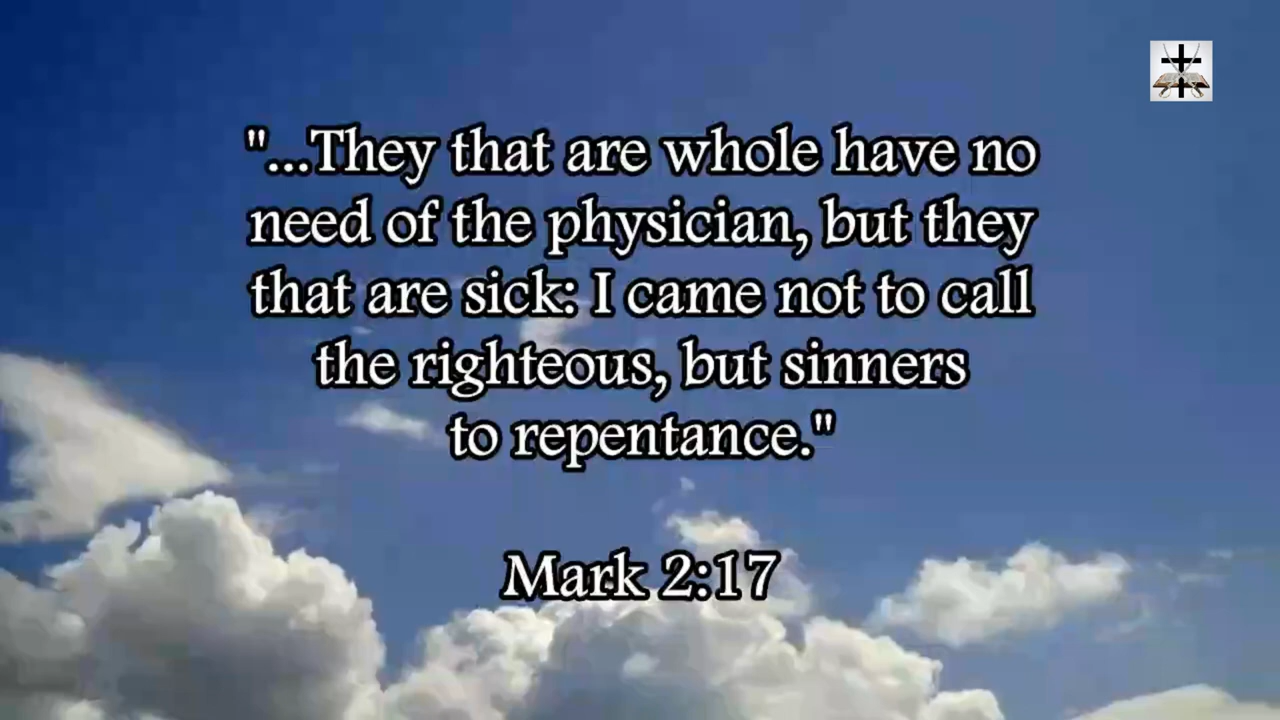 "...They that are whole have no
need of the physician, but they
that are sick: I came not to call
the righteous, but sinners
to repentance."
Mark 2:17